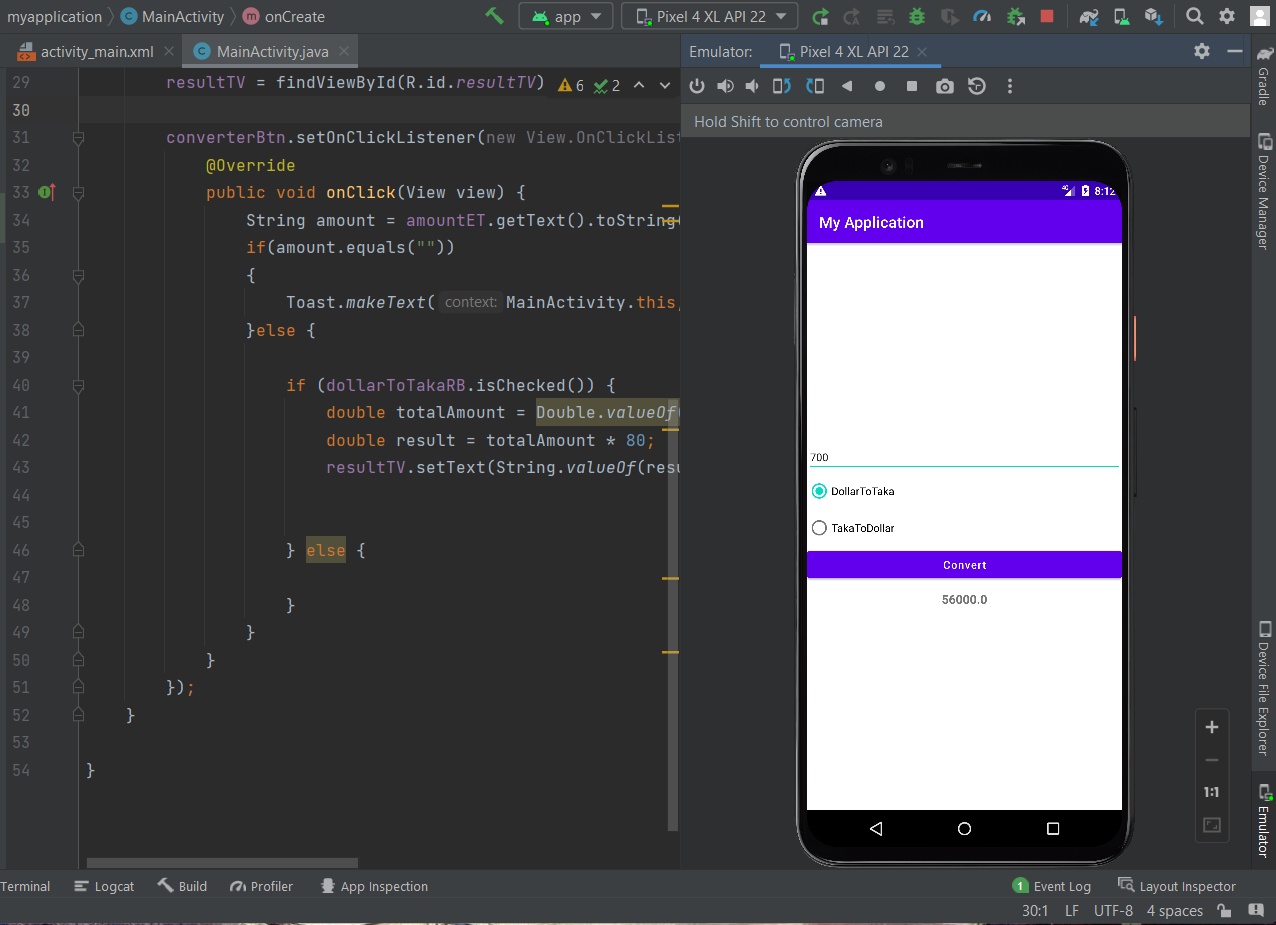 myapplication MainActivity onCreate app Pixel 4 XL API 22
activity_main.xml MainActivity.java
Emulator: Pixel 4 XL API 22
29 resultTV = findViewById(R.id.resultTV) 6 2
30
31 converterBtn.setOnClickListener(new View.OnClickList
32 @Override
33 public void onClick(View view) {
34 String amount = amountET.getText().toString(
35 if(amount.equals(""))
36 {
37 Toast.makeText( context: MainActivity.this,
38 }else {
39
40 if (dollarToTakaRB.isChecked()) {
41 double totalAmount = Double.valueOf(
42 double result = totalAmount * 80;
43 resultTV.setText(String.valueOf(resu
44
45
46 } else {
47
48 }
49 }
50 }
51 });
52 }
53
54 }
Hold Shift to control camera
4G 8:12
My Application
700
DollarToTaka
TakaToDollar
Convert
56000.0
1:1
Gradle
Device Manager
Device File Explorer
Emulator
Terminal Logcat Build Profiler App Inspection 1 Event Log Layout Inspector
30:1 LF UTF-8 4 spaces